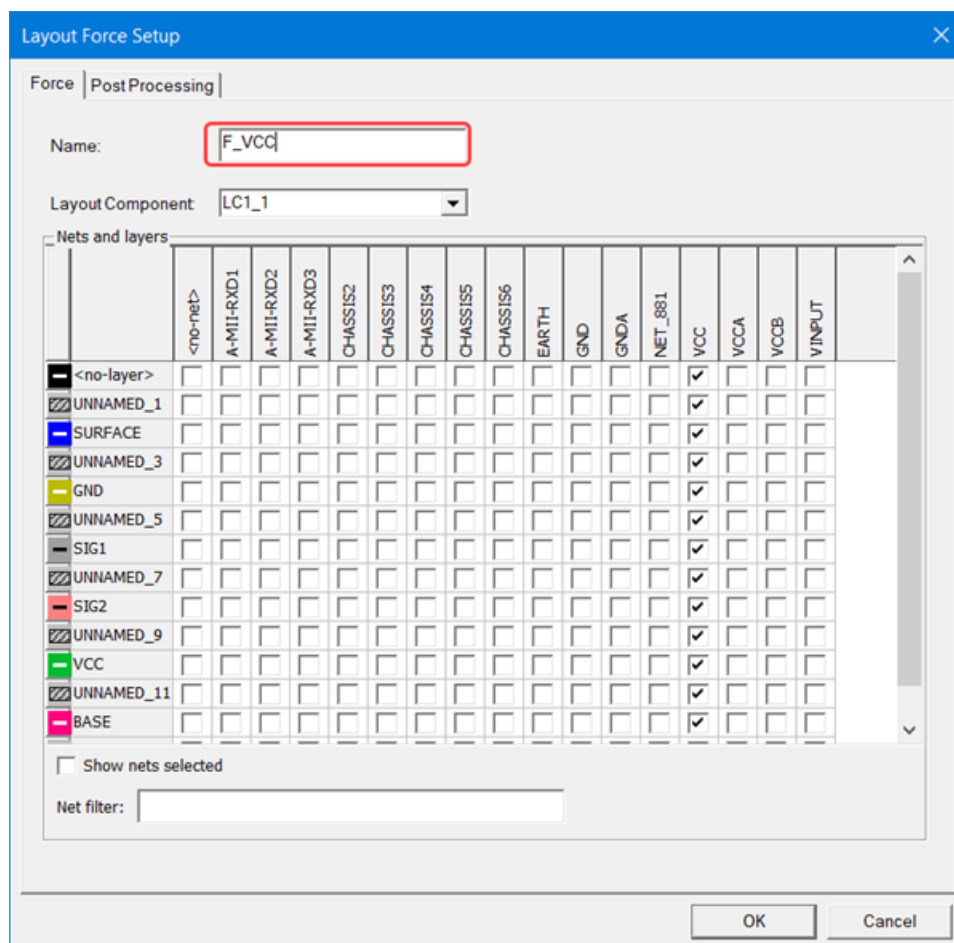 Layout Force Setup
Force Post Processing
Name: F_VCC
Layout Component: LC1_1
Nets and layers
<no-net> A-MII-RXD1 A-MII-RXD2 A-MII-RXD3 CHASSIS2 CHASSIS3 CHASSIS4 CHASSIS5 CHASSIS6 EARTH GND GNDA NET_881 VCC VCCA VCCB VINPUT
<no-layer>
UNNAMED_1
SURFACE
UNNAMED_3
GND
UNNAMED_5
SIG1
UNNAMED_7
SIG2
UNNAMED_9
VCC
UNNAMED_11
BASE
Show nets selected
Net filter:
OK Cancel